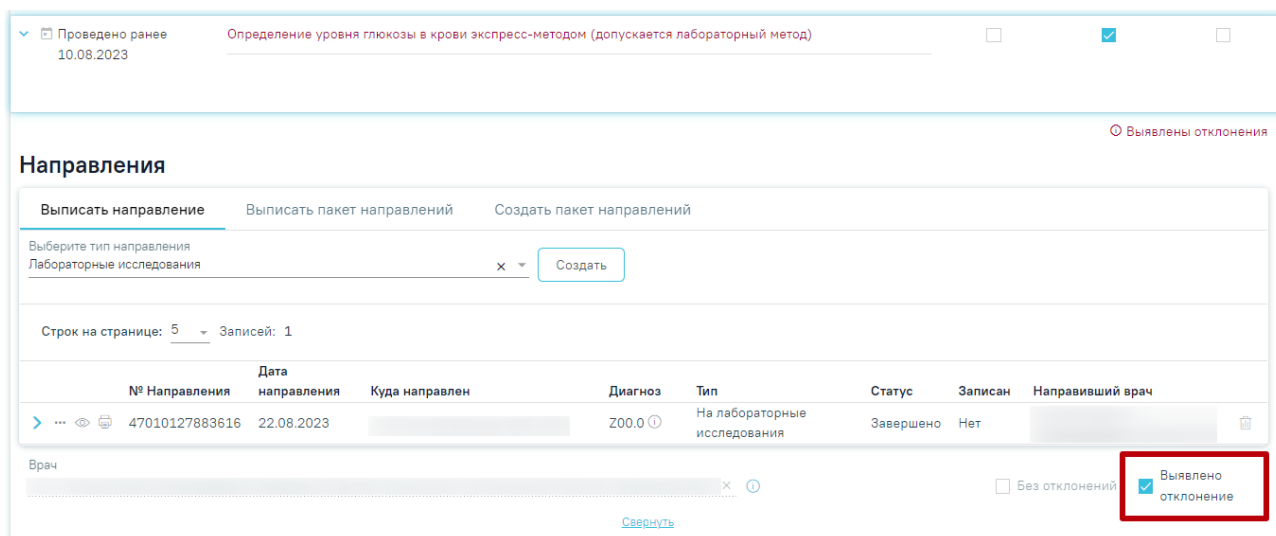 Проведено ранее
10.08.2023
Определение уровня глюкозы в крови экспресс-методом (допускается лабораторный метод)
Выявлены отклонения
Направления
Выписать направление Выписать пакет направлений Создать пакет направлений
Выберите тип направления
Лабораторные исследования
Создать
Строк на странице: 5 Записей: 1
№ Направления Дата направления Куда направлен Диагноз Тип Статус Записан Направивший врач
47010127883616 22.08.2023 Z00.0 На лабораторные исследования Завершено Нет
Врач
Без отклонений
Выявлено
отклонение
Свернуть